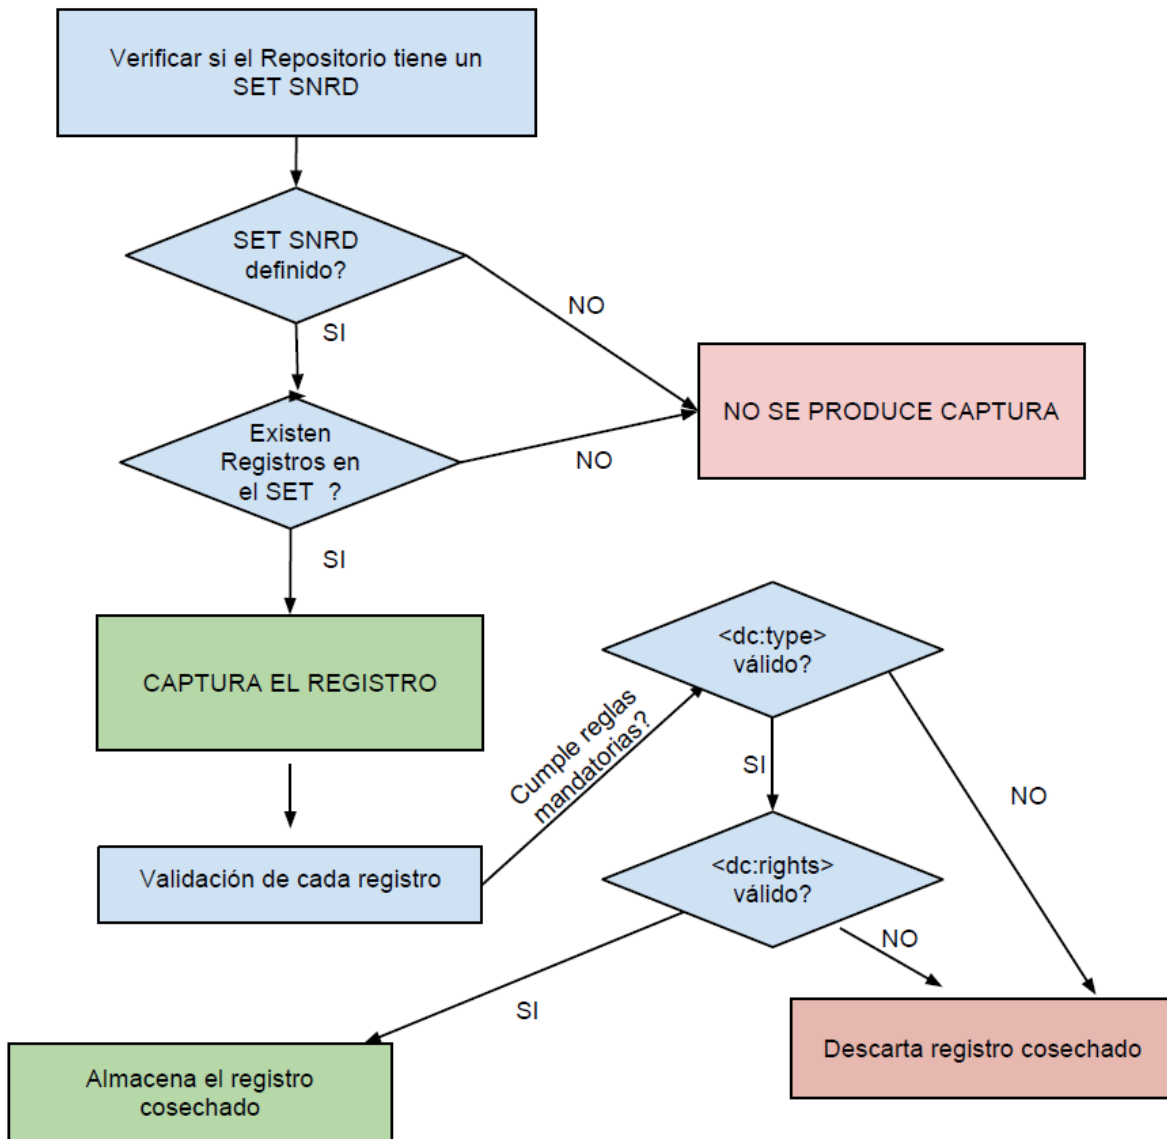 Verificar si el Repositorio tiene un
SET SNRD
SET SNRD
definido?
NO
SI
NO SE PRODUCE CAPTURA
Existen
Registros en
el SET ?
NO
SI
CAPTURA EL REGISTRO
<dc:type>
válido?
Cumple reglas
mandatorias?
SI
NO
Validación de cada registro
<dc:rights>
válido?
NO
SI
Descarta registro cosechado
Almacena el registro
cosechado